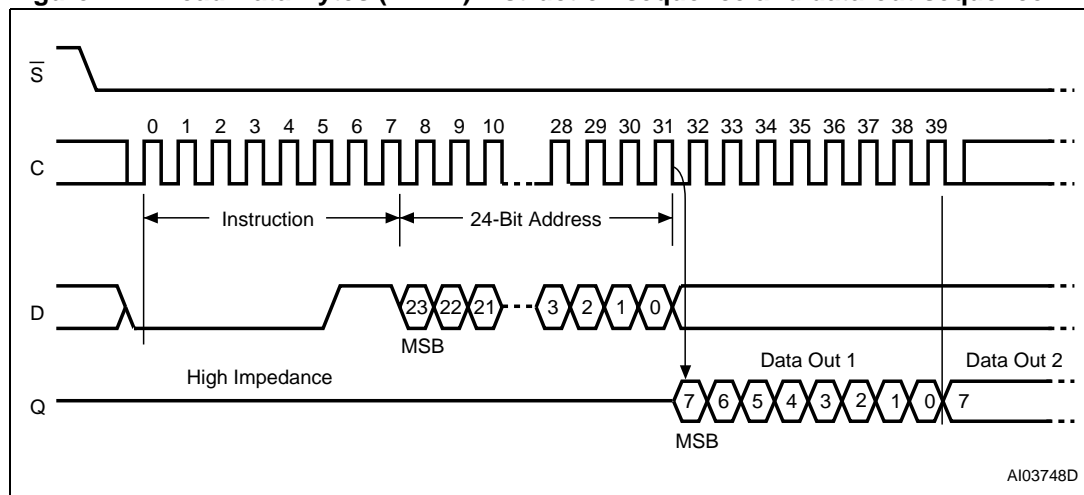 S
0 1 2 3 4 5 6 7 8 9 10 28 29 30 31 32 33 34 35 36 37 38 39
C
Instruction 24-Bit Address
D
23 22 21 3 2 1 0
MSB
High Impedance
Data Out 1 Data Out 2
Q
7 6 5 4 3 2 1 0 7
MSB
AI03748D